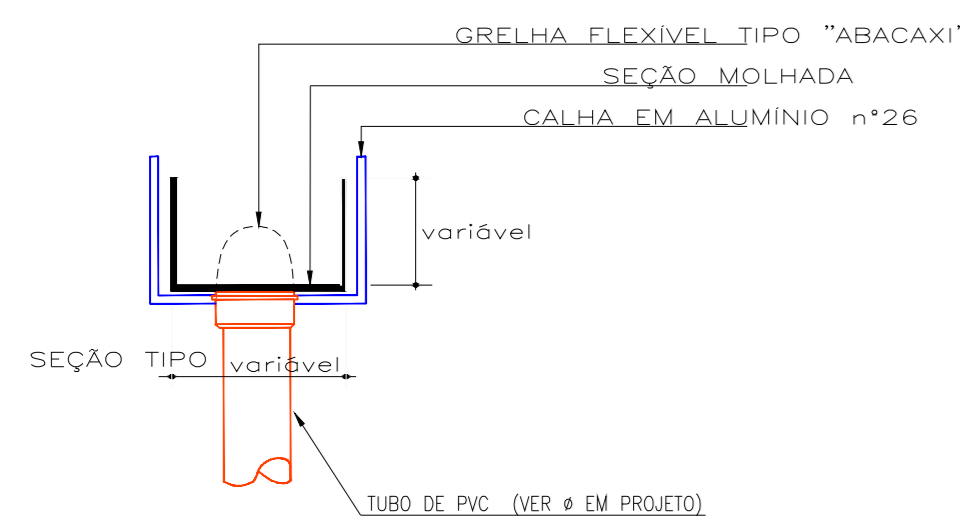 GRELHA FLEXÍVEL TIPO "ABACAXI"
SEÇÃO MOLHADA
CALHA EM ALUMÍNIO n°26
variável
SEÇÃO TIPO
variável
TUBO DE PVC (VER ø EM PROJETO)